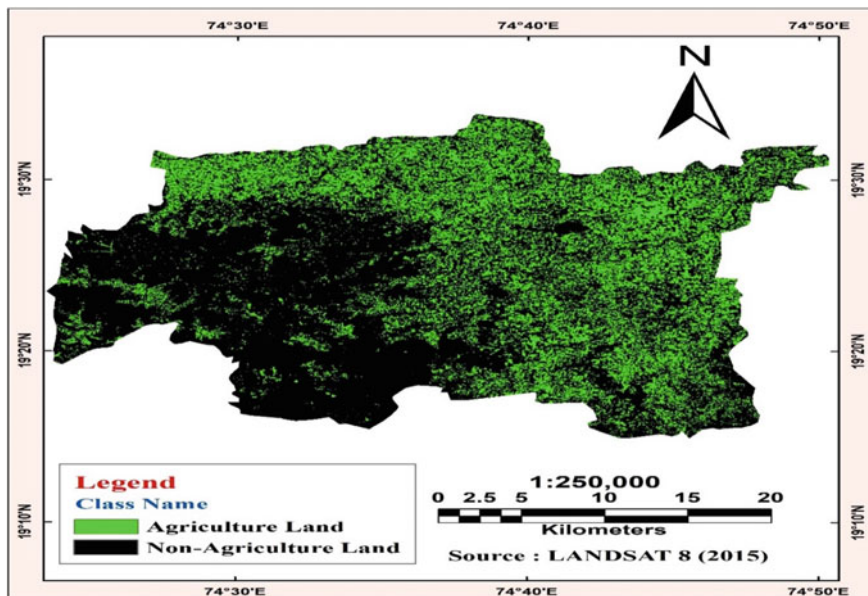 74°30'E 74°40'E 74°50'E
N
19°30'N 19°30'N
19°20'N 19°20'N
19°10'N 19°10'N
Legend
Class Name
Agriculture Land
Non-Agriculture Land
1:250,000
0 2.5 5 10 15 20
Kilometers
Source : LANDSAT 8 (2015)
74°30'E 74°40'E 74°50'E